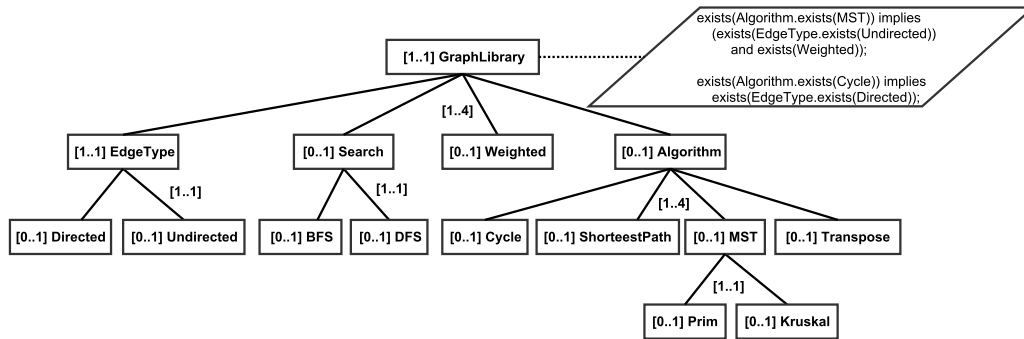 exists(Algorithm.exists(MST)) implies
(exists(EdgeType.exists(Undirected))
and exists(Weighted));
exists(Algorithm.exists(Cycle)) implies
exists(EdgeType.exists(Directed));
[1..1] GraphLibrary
[1..4]
[1..1] EdgeType
[0..1] Search
[0..1] Weighted
[0..1] Algorithm
[1..1]
[1..1]
[1..4]
[0..1] Directed
[0..1] Undirected
[0..1] BFS
[0..1] DFS
[0..1] Cycle
[0..1] ShorteestPath
[0..1] MST
[0..1] Transpose
[1..1]
[0..1] Prim
[0..1] Kruskal